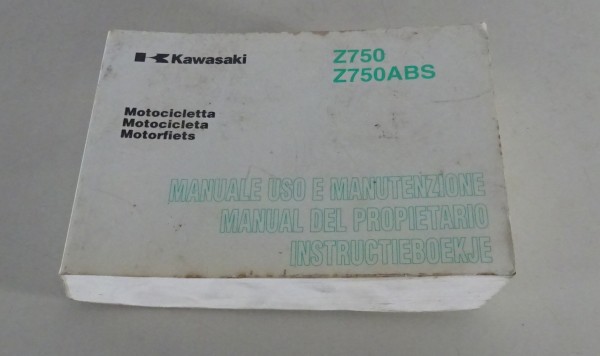 Kawasaki
Z750
Z750ABS
Motocicletta
Motocicleta
Motorfiets
MANUALE USO E MANUTENZIONE
MANUAL DEL PROPIETARIO
INSTRUCTIEBOEKJE